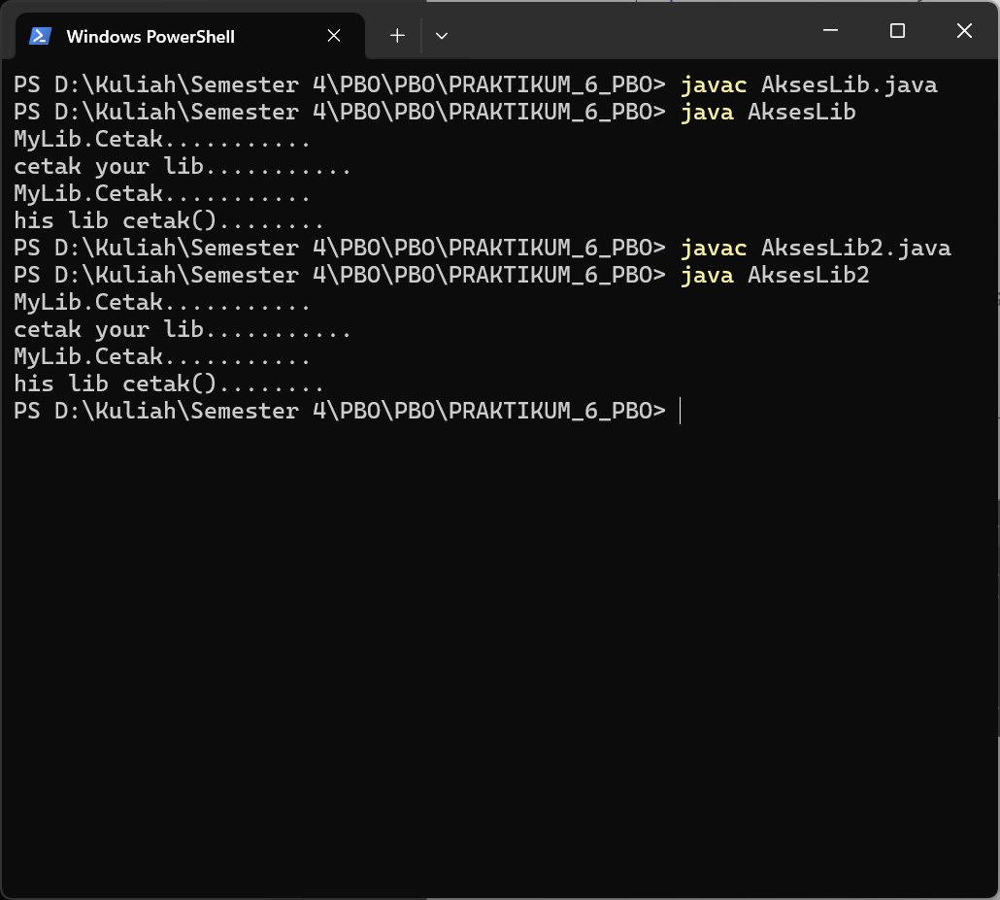 Windows PowerShell
PS D:\Kuliah\Semester 4\PBO\PBO\PRAKTIKUM_6_PBO> javac AksesLib.java
PS D:\Kuliah\Semester 4\PBO\PBO\PRAKTIKUM_6_PBO> java AksesLib
MyLib.Cetak...........
cetak your lib...........
MyLib.Cetak...........
his lib cetak()........
PS D:\Kuliah\Semester 4\PBO\PBO\PRAKTIKUM_6_PBO> javac AksesLib2.java
PS D:\Kuliah\Semester 4\PBO\PBO\PRAKTIKUM_6_PBO> java AksesLib2
MyLib.Cetak...........
cetak your lib...........
MyLib.Cetak...........
his lib cetak()........
PS D:\Kuliah\Semester 4\PBO\PBO\PRAKTIKUM_6_PBO>